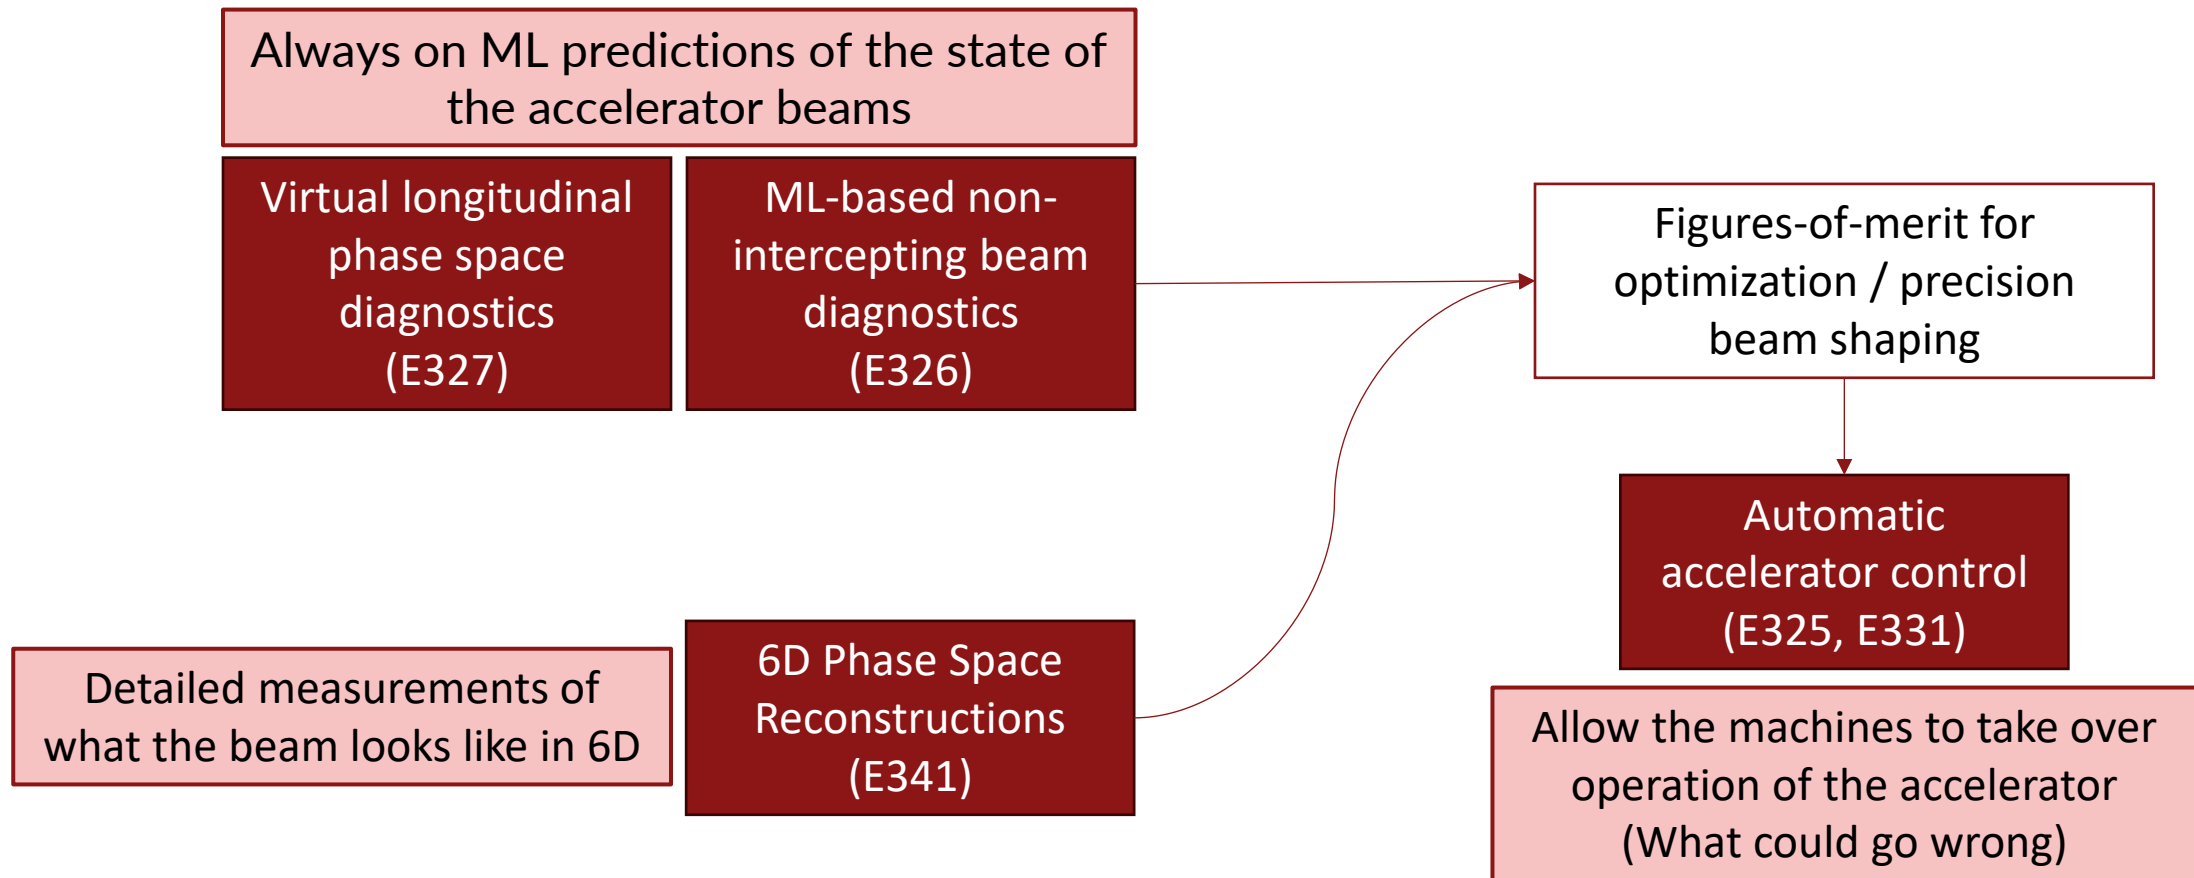 Always on ML predictions of the state of
the accelerator beams
Virtual longitudinal
phase space
diagnostics
(E327)
ML-based non-
intercepting beam
diagnostics
(E326)
Figures-of-merit for
optimization / precision
beam shaping
Automatic
accelerator control
(E325, E331)
Detailed measurements of
what the beam looks like in 6D
6D Phase Space
Reconstructions
(E341)
Allow the machines to take over
operation of the accelerator
(What could go wrong)